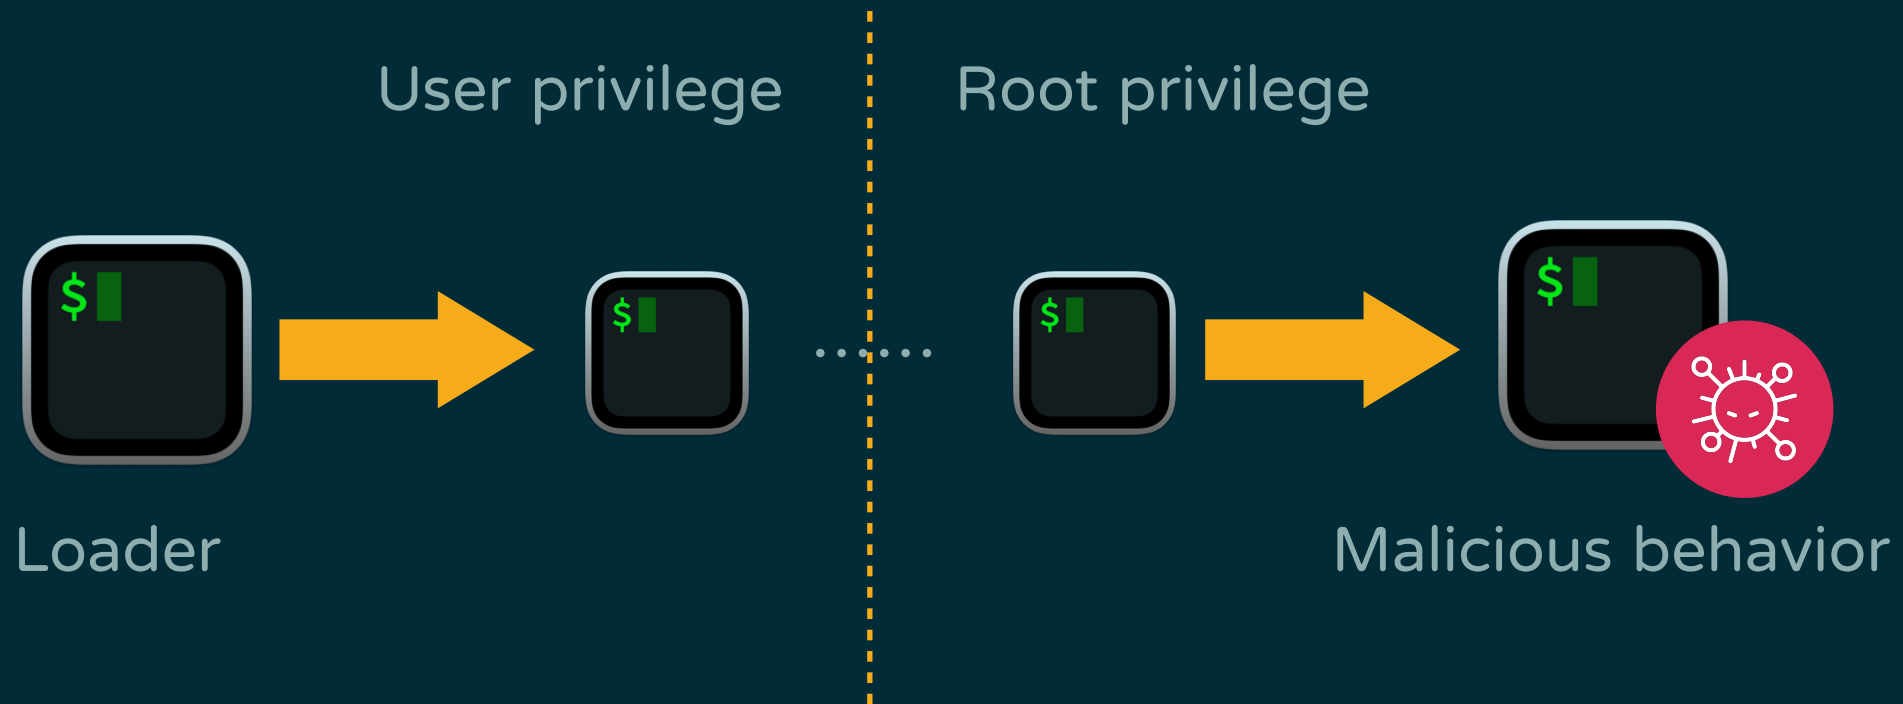 User privilege
Root privilege
$
$
$
$
Loader
Malicious behavior